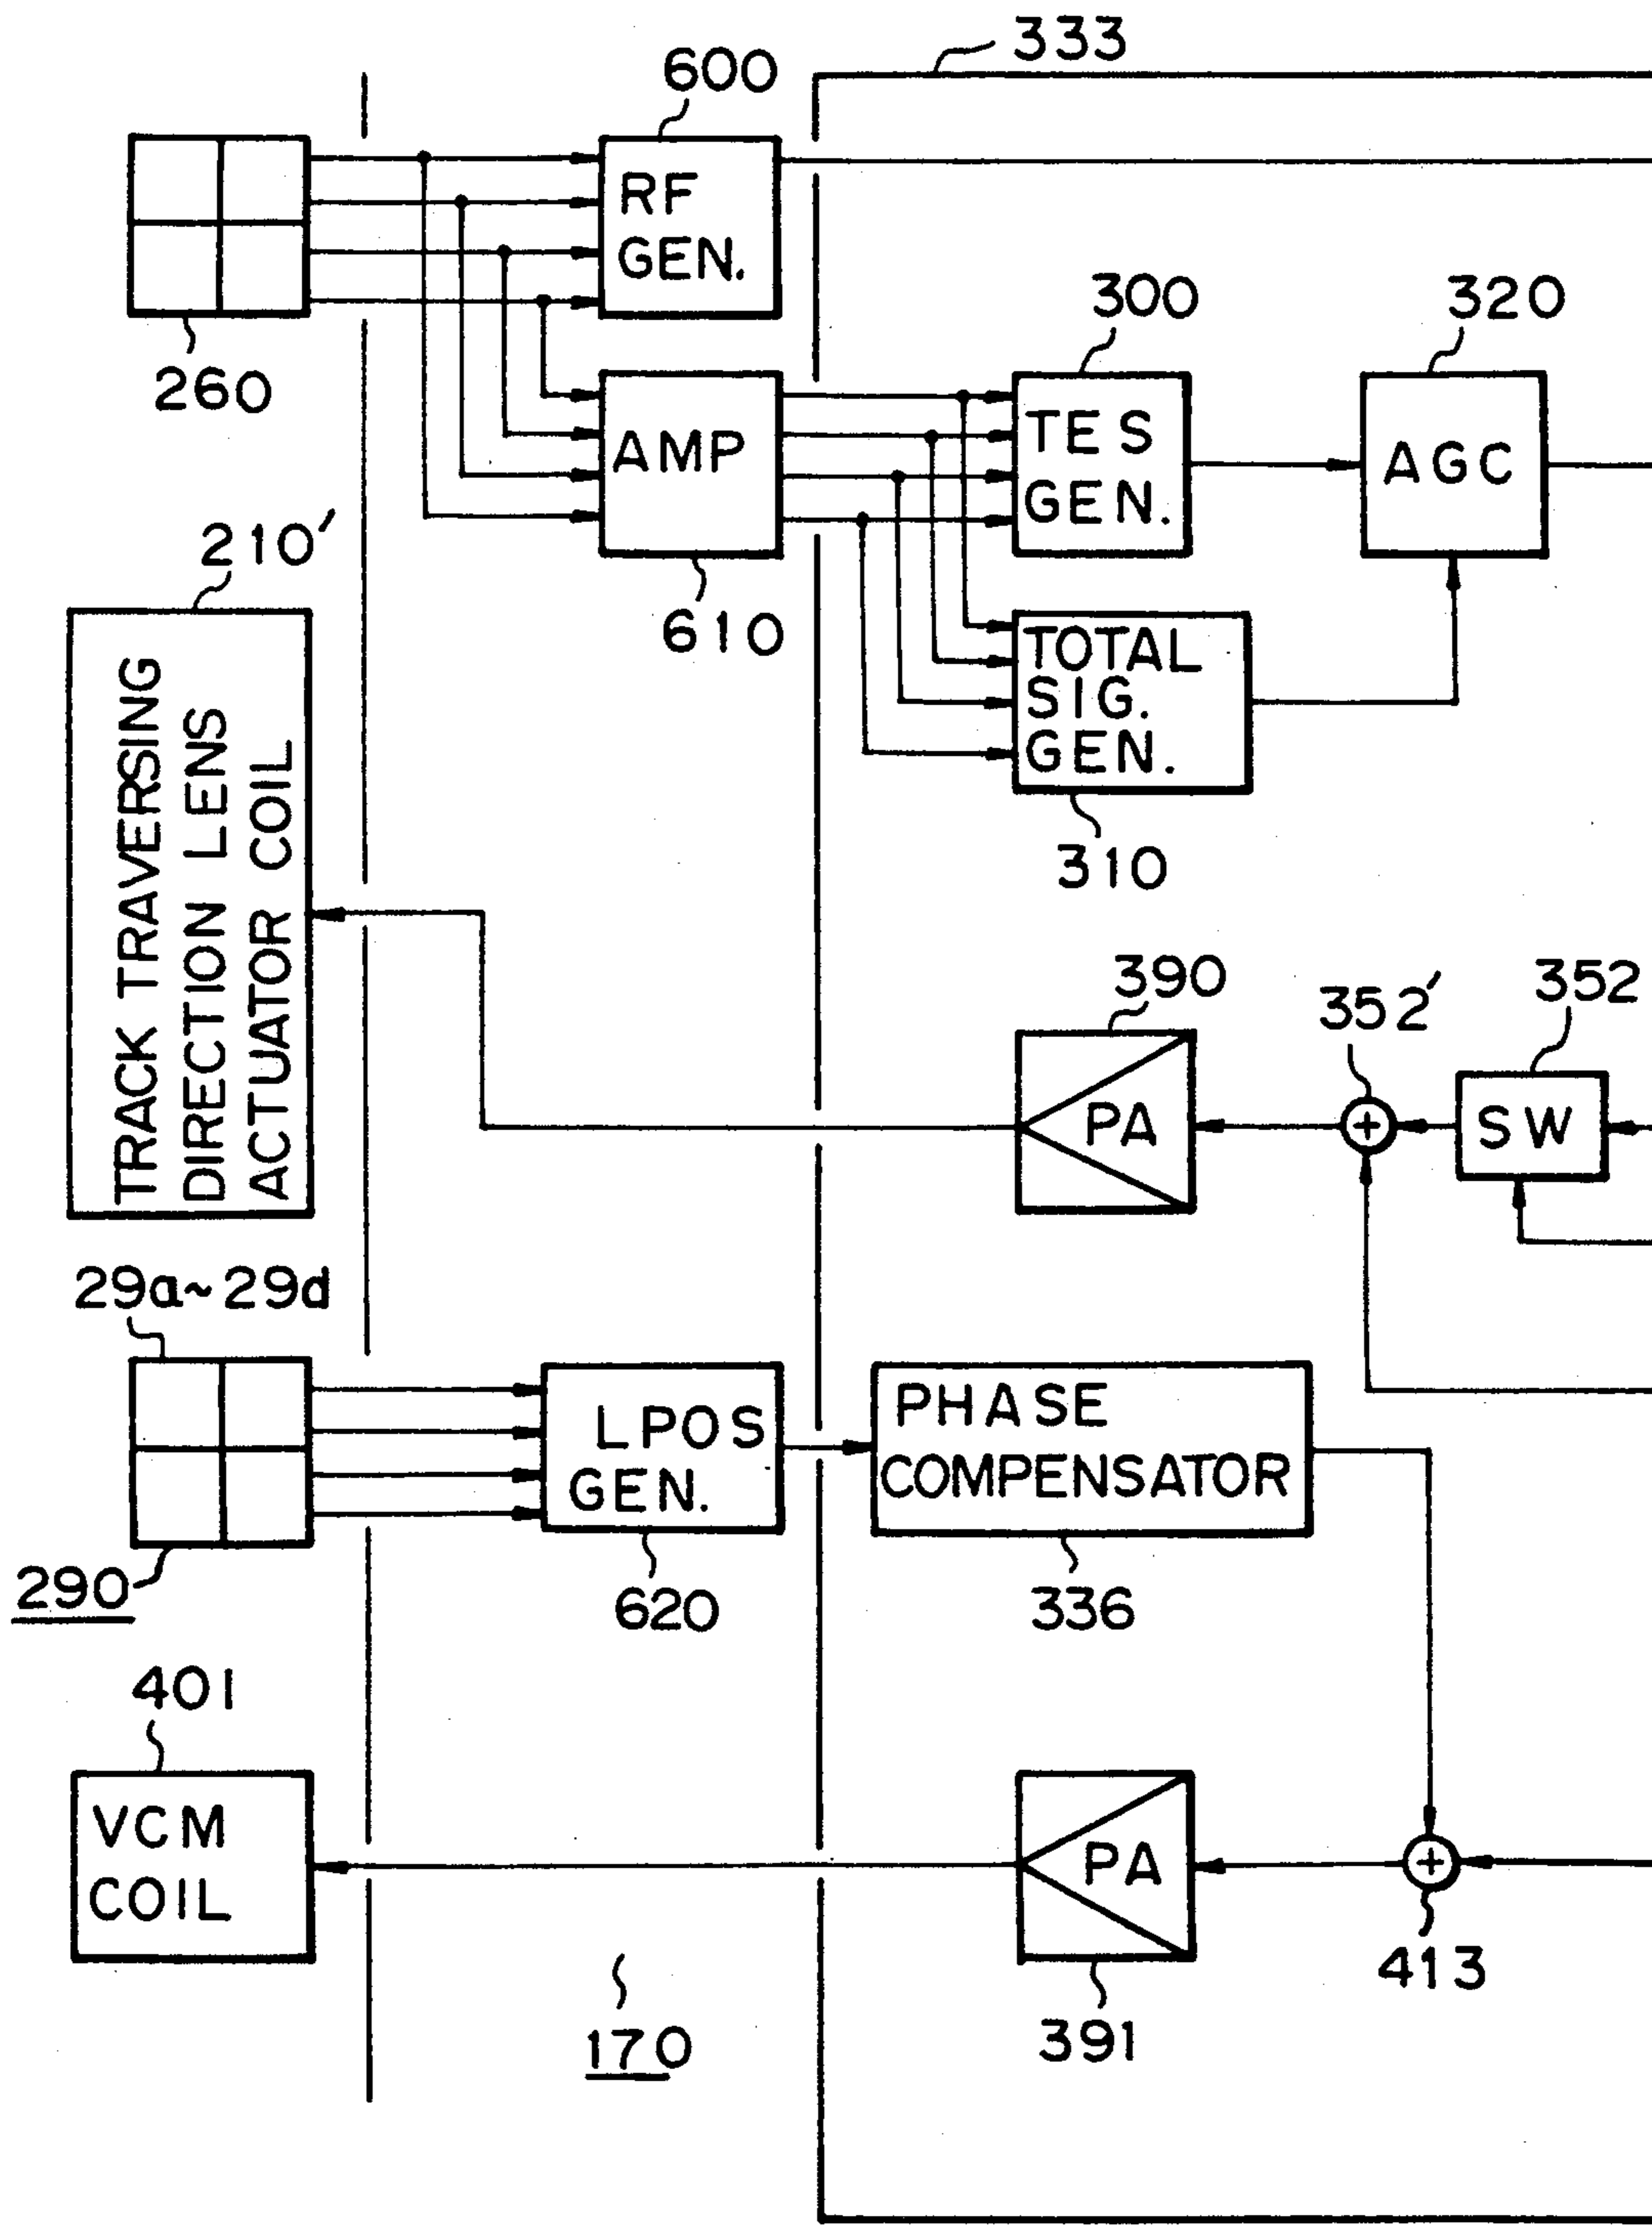 333
600
RF
GEN.
260
300
320
TES
GEN.
AGC
AMP
210′
610
TOTAL
SIG.
GEN.
310
TRACK TRAVERSING
DIRECTION LENS
ACTUATOR COIL
390
352′
352
PA
SW
29a~29d
LPOS
GEN.
PHASE
COMPENSATOR
290
620
336
401
VCM
COIL
PA
413
391
170